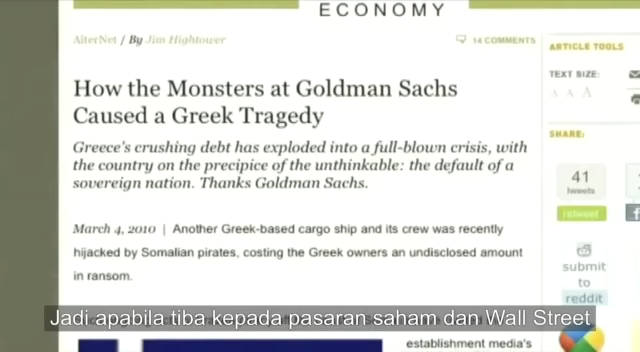 ECONOMY
AlterNet / By Jim Hightower
14 COMMENTS
ARTICLE TOOLS
How the Monsters at Goldman Sachs
Caused a Greek Tragedy
TEXT SIZE:
A A A
Greece's crushing debt has exploded into a full-blown crisis, with
the country on the precipice of the unthinkable: the default of a
sovereign nation. Thanks Goldman Sachs.
SHARE:
41
tweets
retweet
March 4, 2010 | Another Greek-based cargo ship and its crew was recently
hijacked by Somalian pirates, costing the Greek owners an undisclosed amount
in ransom.
submit
to
reddit
Jadi apabila tiba kepada pasaran saham dan Wall Street
establishment media's